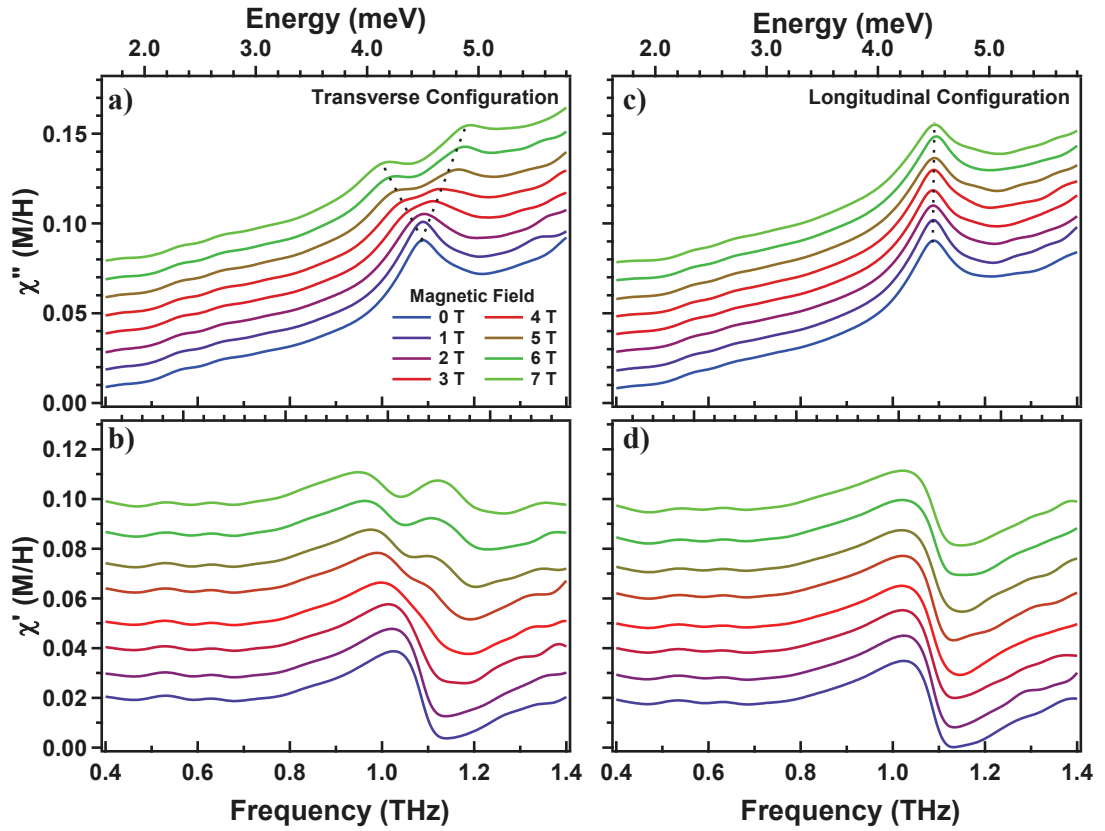 Energy (meV)
2.0 3.0 4.0 5.0
Energy (meV)
2.0 3.0 4.0 5.0
a)
Transverse Configuration
c)
Longitudinal Configuration
χ" (M/H)
0.15
0.10
0.05
0.00
Magnetic Field
0 T 4 T
1 T 5 T
2 T 6 T
3 T 7 T
b)
d)
χ' (M/H)
0.12
0.10
0.08
0.06
0.04
0.02
0.00
0.4 0.6 0.8 1.0 1.2 1.4
0.4 0.6 0.8 1.0 1.2 1.4
Frequency (THz)
Frequency (THz)